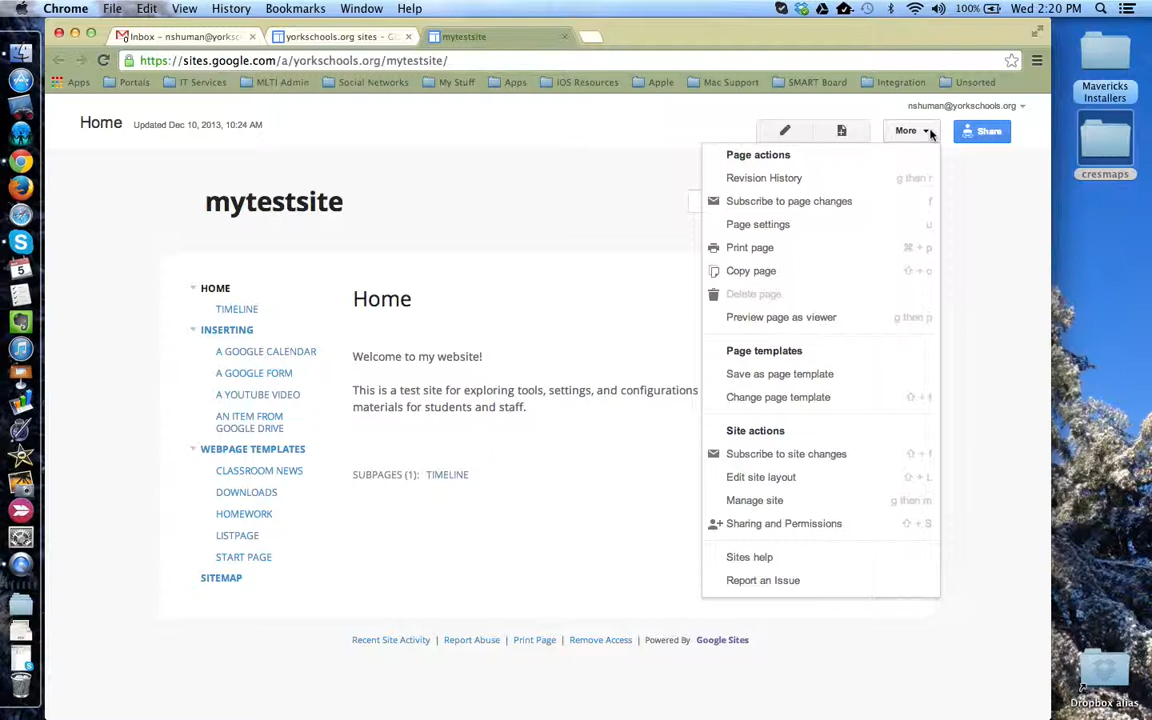 Chrome File Edit View History Bookmarks Window Help 100% Wed 2:20 PM
Inbox - nshuman@yorksc yorkschools.org sites - G mytestsite
https://sites.google.com/a/yorkschools.org/mytestsite/
Apps Portals IT Services MLTI Admin Social Networks My Stuff Apps iOS Resources Apple Mac Support SMART Board Integration Unsorted
nshuman@yorkschools.org
Home Updated Dec 10, 2013, 10:24 AM
More Share
mytestsite
HOME
TIMELINE
INSERTING
A GOOGLE CALENDAR
A GOOGLE FORM
A YOUTUBE VIDEO
AN ITEM FROM
GOOGLE DRIVE
WEBPAGE TEMPLATES
CLASSROOM NEWS
DOWNLOADS
HOMEWORK
LISTPAGE
START PAGE
SITEMAP
Home
Welcome to my website!
This is a test site for exploring tools, settings, and configurations
materials for students and staff.
SUBPAGES (1): TIMELINE
Page actions
Revision History g then r
Subscribe to page changes f
Page settings u
Print page ⌘ + p
Copy page ⇧ + c
Delete page
Preview page as viewer g then p
Page templates
Save as page template
Change page template ⇧ + t
Site actions
Subscribe to site changes ⇧ + f
Edit site layout ⇧ + L
Manage site g then m
Sharing and Permissions ⇧ + S
Sites help
Report an Issue
Recent Site Activity | Report Abuse | Print Page | Remove Access | Powered By Google Sites
Mavericks
Installers
cresmaps
Dropbox alias
5